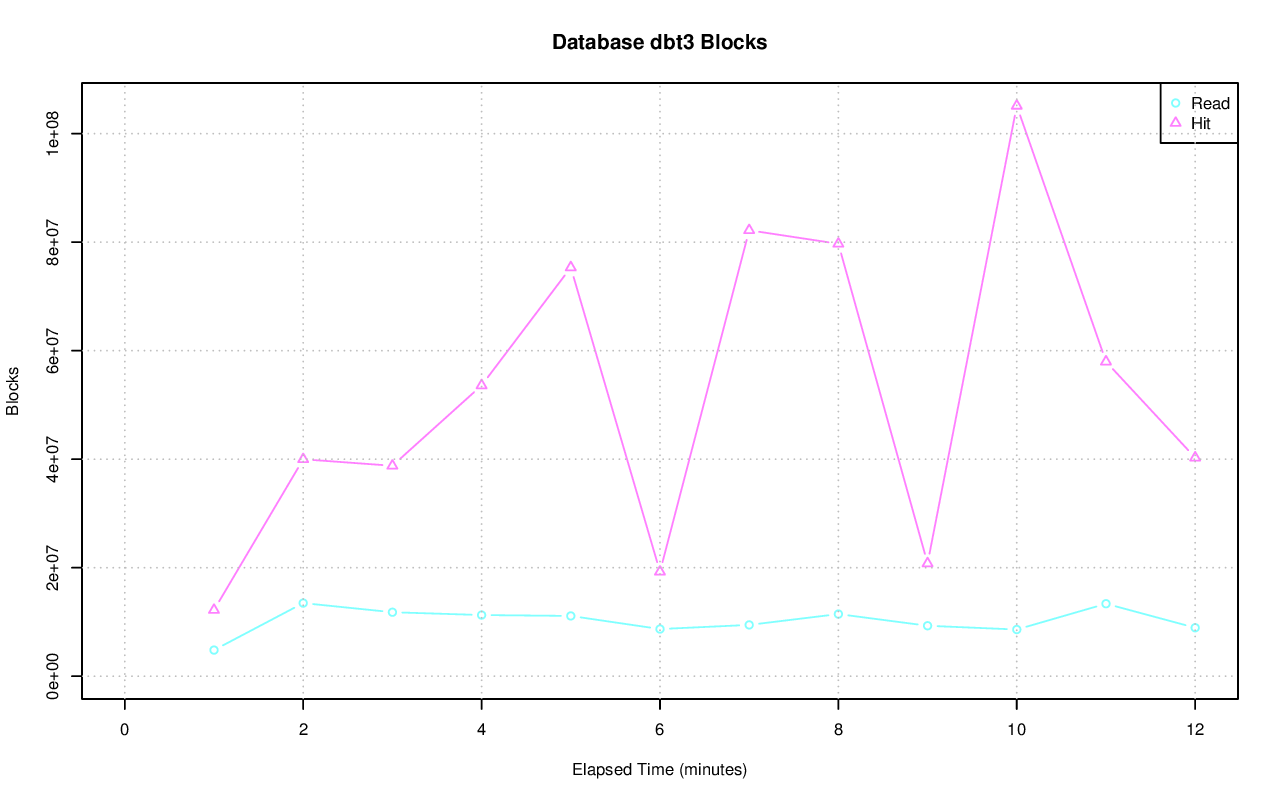 Database dbt3 Blocks
Read
Hit
1e+08
8e+07
6e+07
4e+07
2e+07
0e+00
Blocks
0 2 4 6 8 10 12
Elapsed Time (minutes)